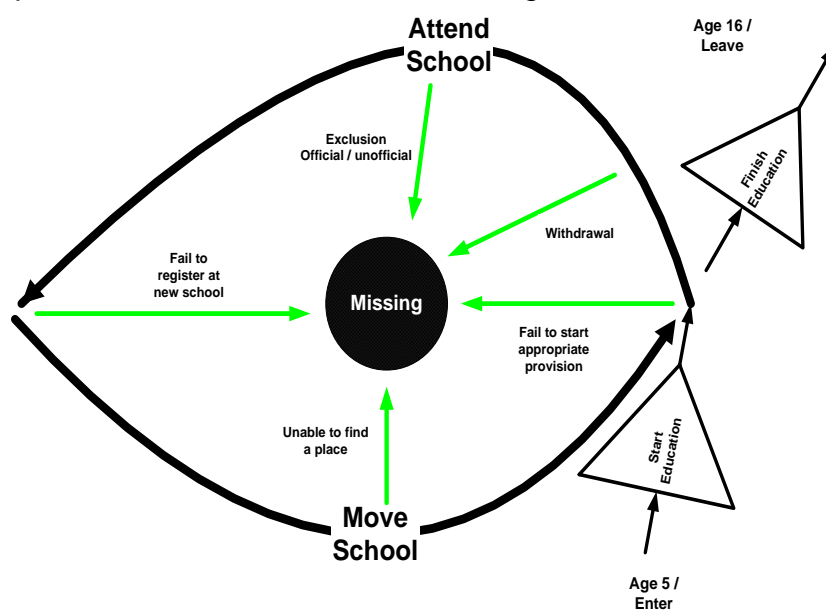 Attend
School
Age 16 /
Leave
Exclusion
Official / unofficial
Finish
Education
Withdrawal
Fail to
register at
new school
Missing
Fail to start
appropriate
provision
Unable to find
a place
Start
Education
Move
School
Age 5 /
Enter